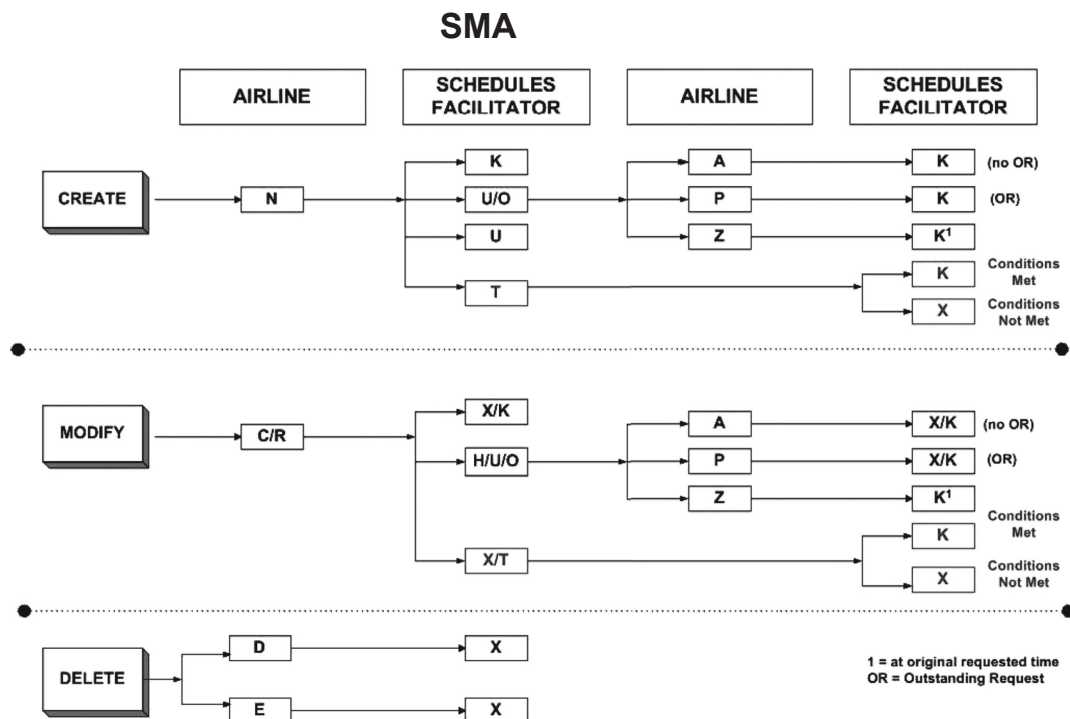 SMA
AIRLINE
SCHEDULES
FACILITATOR
AIRLINE
SCHEDULES
FACILITATOR
CREATE
N
K
U/O
U
T
A
P
Z
K (no OR)
K (OR)
K¹
K Conditions
Met
X Conditions
Not Met
MODIFY
C/R
X/K
H/U/O
X/T
A
P
Z
X/K (no OR)
X/K (OR)
K¹
K Conditions
Met
X Conditions
Not Met
DELETE
D
X
E
X
1 = at original requested time
OR = Outstanding Request